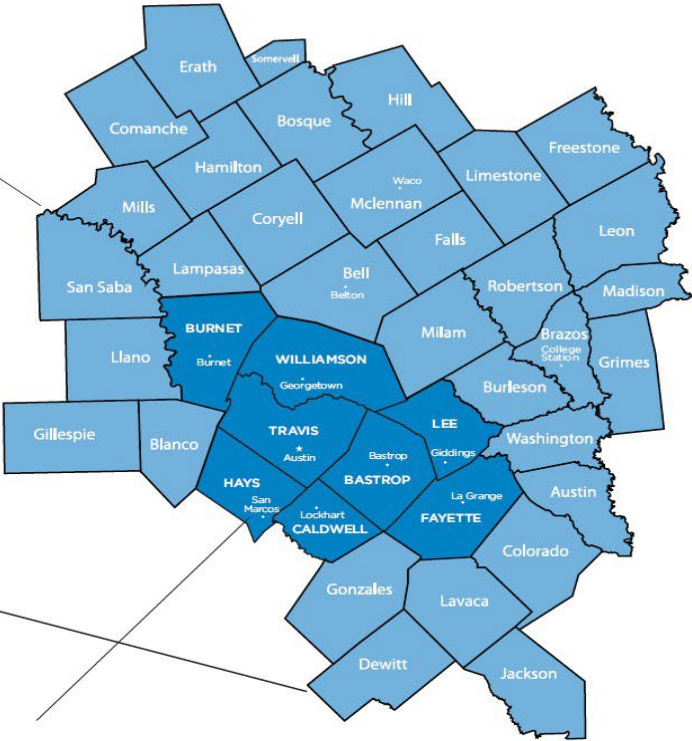 Erath
Somervell
Hill
Comanche
Bosque
Freestone
Hamilton
Waco
Mclennan
Limestone
Mills
Coryell
Falls
Leon
Lampasas
Bell
Belton
San Saba
Robertson
Madison
BURNET
Burnet
Milam
Brazos
College
Station
Llano
WILLIAMSON
Georgetown
Grimes
Burleson
Gillespie
Blanco
TRAVIS
Austin
LEE
Giddings
Washington
Bastrop
BASTROP
HAYS
San
Marcos
Lockhart
CALDWELL
La Grange
FAYETTE
Austin
Colorado
Gonzales
Lavaca
Dewitt
Jackson